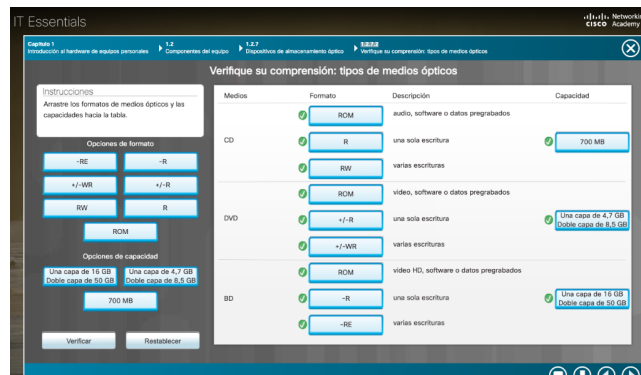 IT Essentials
Networking
CISCO Academy
Capítulo 1
Introducción al hardware de equipos personales
1.2
Componentes del equipo
1.2.7
Dispositivos de almacenamiento óptico
Verifique su comprensión: tipos de medios ópticos
Verifique su comprensión: tipos de medios ópticos
Instrucciones
Arrastre los formatos de medios ópticos y las
capacidades hacia la tabla.
Opciones de formato
-RE
-R
+/-WR
+/-R
RW
R
ROM
Opciones de capacidad
Una capa de 16 GB
Doble capa de 50 GB
Una capa de 4,7 GB
Doble capa de 8,5 GB
700 MB
Verificar
Restablecer
Medios
Formato
Descripción
Capacidad
ROM
audio, software o datos pregrabados
CD
R
una sola escritura
700 MB
RW
varias escrituras
ROM
video, software o datos pregrabados
DVD
+/-R
una sola escritura
Una capa de 4,7 GB
Doble capa de 8,5 GB
+/-WR
varias escrituras
ROM
video HD, software o datos pregrabados
BD
-R
una sola escritura
Una capa de 16 GB
Doble capa de 50 GB
-RE
varias escrituras